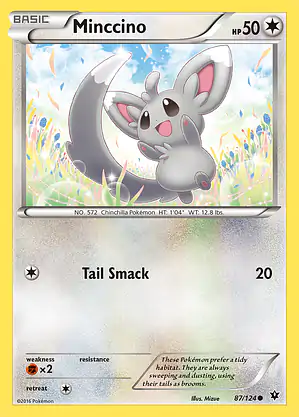 BASIC
Minccino
HP 50
NO. 572 Chinchilla Pokémon HT: 1'04" WT: 12.8 lbs.
Tail Smack 20
weakness
resistance
×2
retreat
These Pokémon prefer a tidy
habitat. They are always
sweeping and dusting, using
their tails as brooms.
©2016 Pokémon
Illus. Mizue
87/124